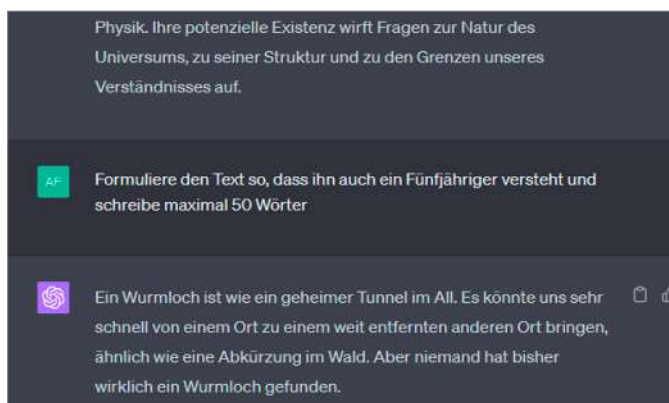 Physik. Ihre potenzielle Existenz wirft Fragen zur Natur des
Universums, zu seiner Struktur und zu den Grenzen unseres
Verständnisses auf.
AF
Formuliere den Text so, dass ihn auch ein Fünfjähriger versteht und
schreibe maximal 50 Wörter
Ein Wurmloch ist wie ein geheimer Tunnel im All. Es könnte uns sehr
schnell von einem Ort zu einem weit entfernten anderen Ort bringen,
ähnlich wie eine Abkürzung im Wald. Aber niemand hat bisher
wirklich ein Wurmloch gefunden.